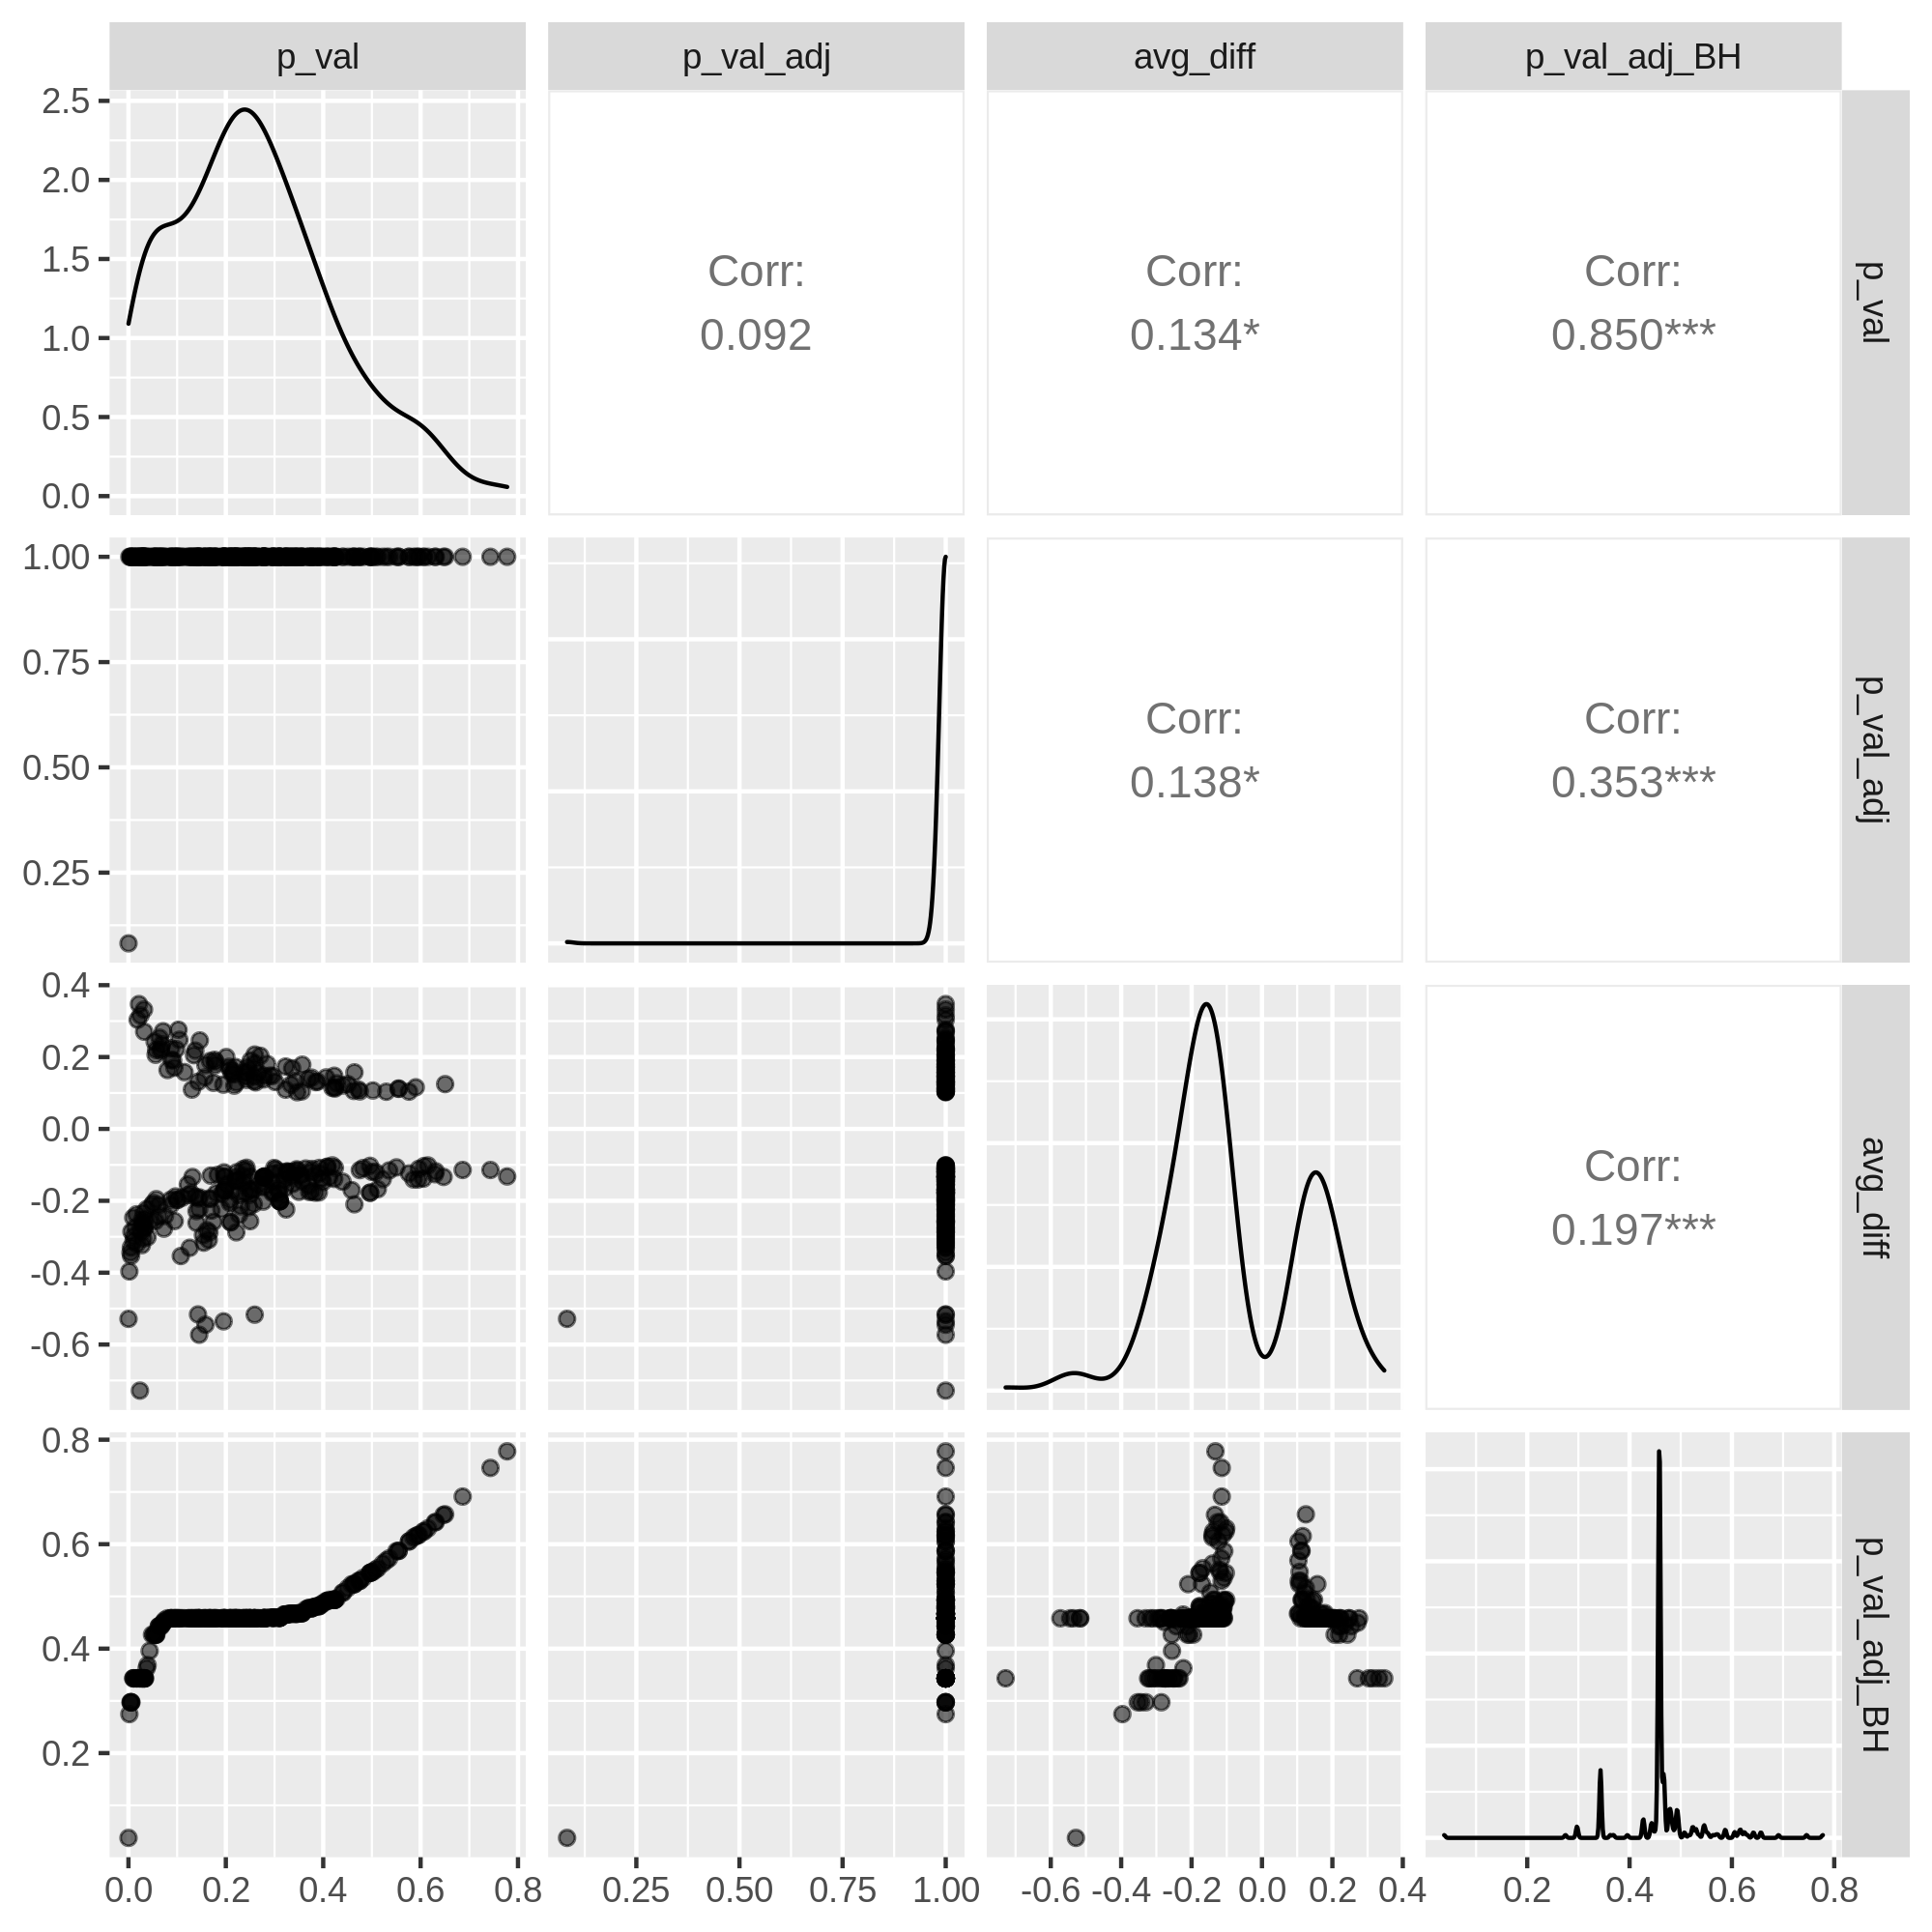 p_val
p_val_adj
avg_diff
p_val_adj_BH
2.5
2.0
1.5
1.0
0.5
0.0
Corr:
0.092
Corr:
0.134*
Corr:
0.850***
p_val
1.00
0.75
0.50
0.25
Corr:
0.138*
Corr:
0.353***
p_val_adj
0.4
0.2
0.0
-0.2
-0.4
-0.6
Corr:
0.197***
avg_diff
0.8
0.6
0.4
0.2
p_val_adj_BH
0.0 0.2 0.4 0.6 0.8
0.25 0.50 0.75 1.00
-0.6 -0.4 -0.2 0.0 0.2 0.4
0.2 0.4 0.6 0.8